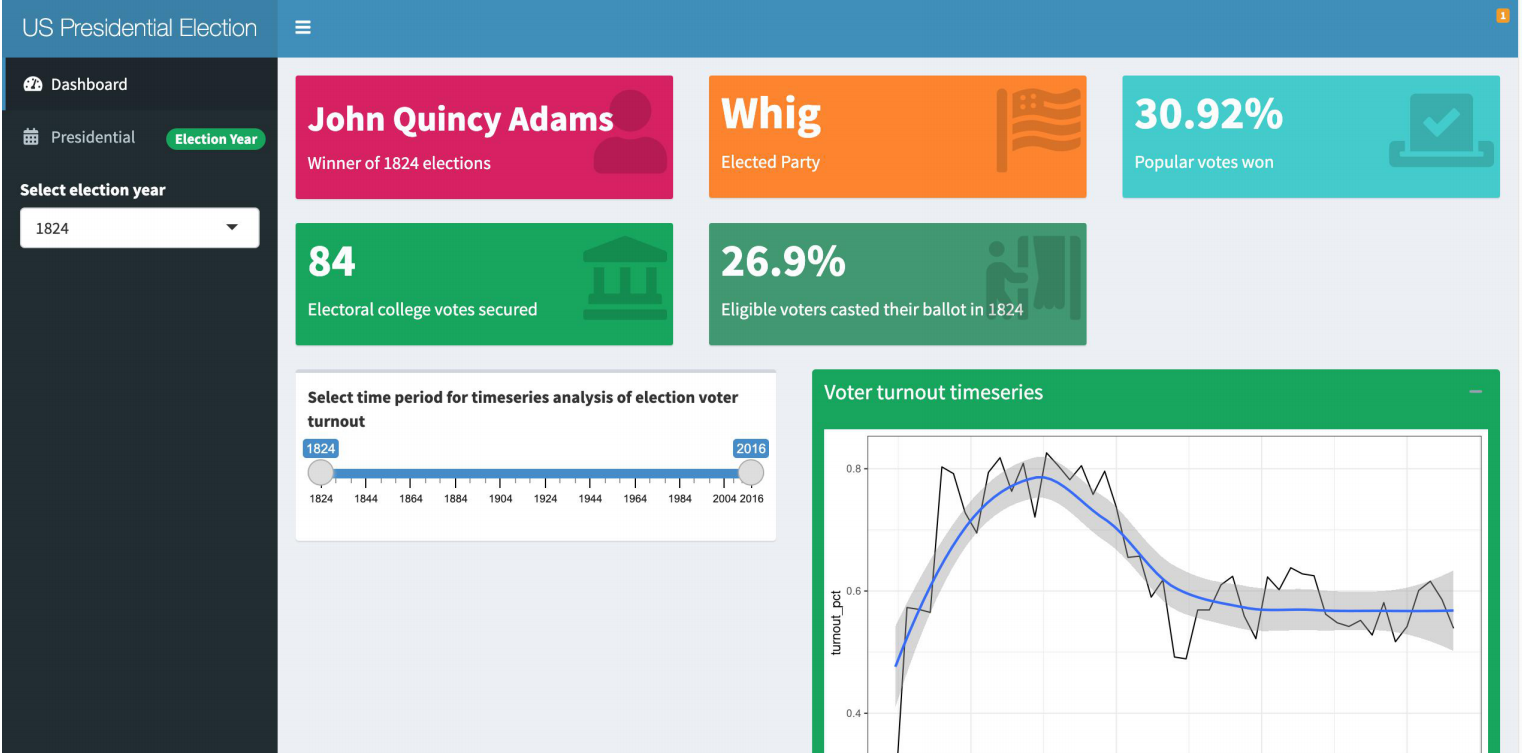 US Presidential Election
1
Dashboard
Presidential
Election Year
Select election year
1824
John Quincy Adams
Winner of 1824 elections
Whig
Elected Party
30.92%
Popular votes won
84
Electoral college votes secured
26.9%
Eligible voters casted their ballot in 1824
Select time period for timeseries analysis of election voter
turnout
1824 2016
1824 1844 1864 1884 1904 1924 1944 1964 1984 2004 2016
Voter turnout timeseries
0.8
0.6
0.4
turnout_pct